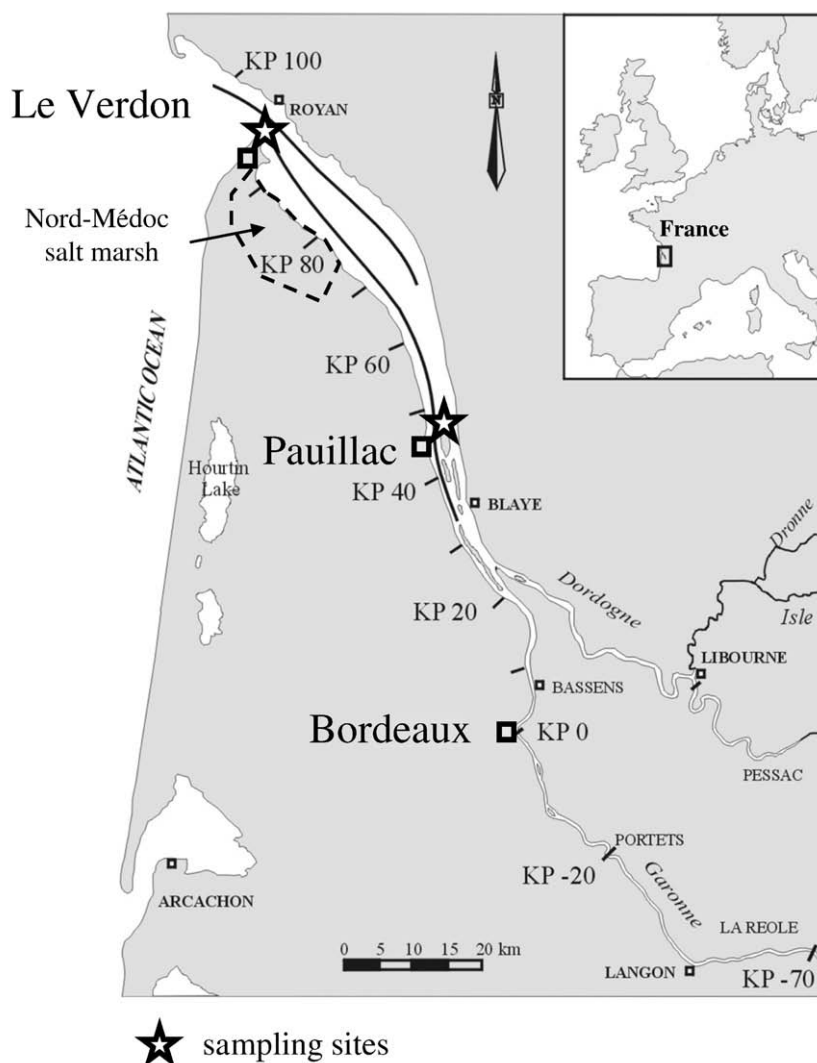 KP 100
Le Verdon
ROYAN
N
Nord-Médoc
salt marsh
KP 80
France
ATLANTIC OCEAN
KP 60
Pauillac
Hourtin
Lake
KP 40
BLAYE
Dronne
Dordogne
Isle
KP 20
LIBOURNE
BASSENS
Bordeaux
KP 0
PESSAC
PORTETS
KP -20
Garonne
ARCACHON
LA REOLE
0 5 10 15 20 km
LANGON
KP -70
sampling sites